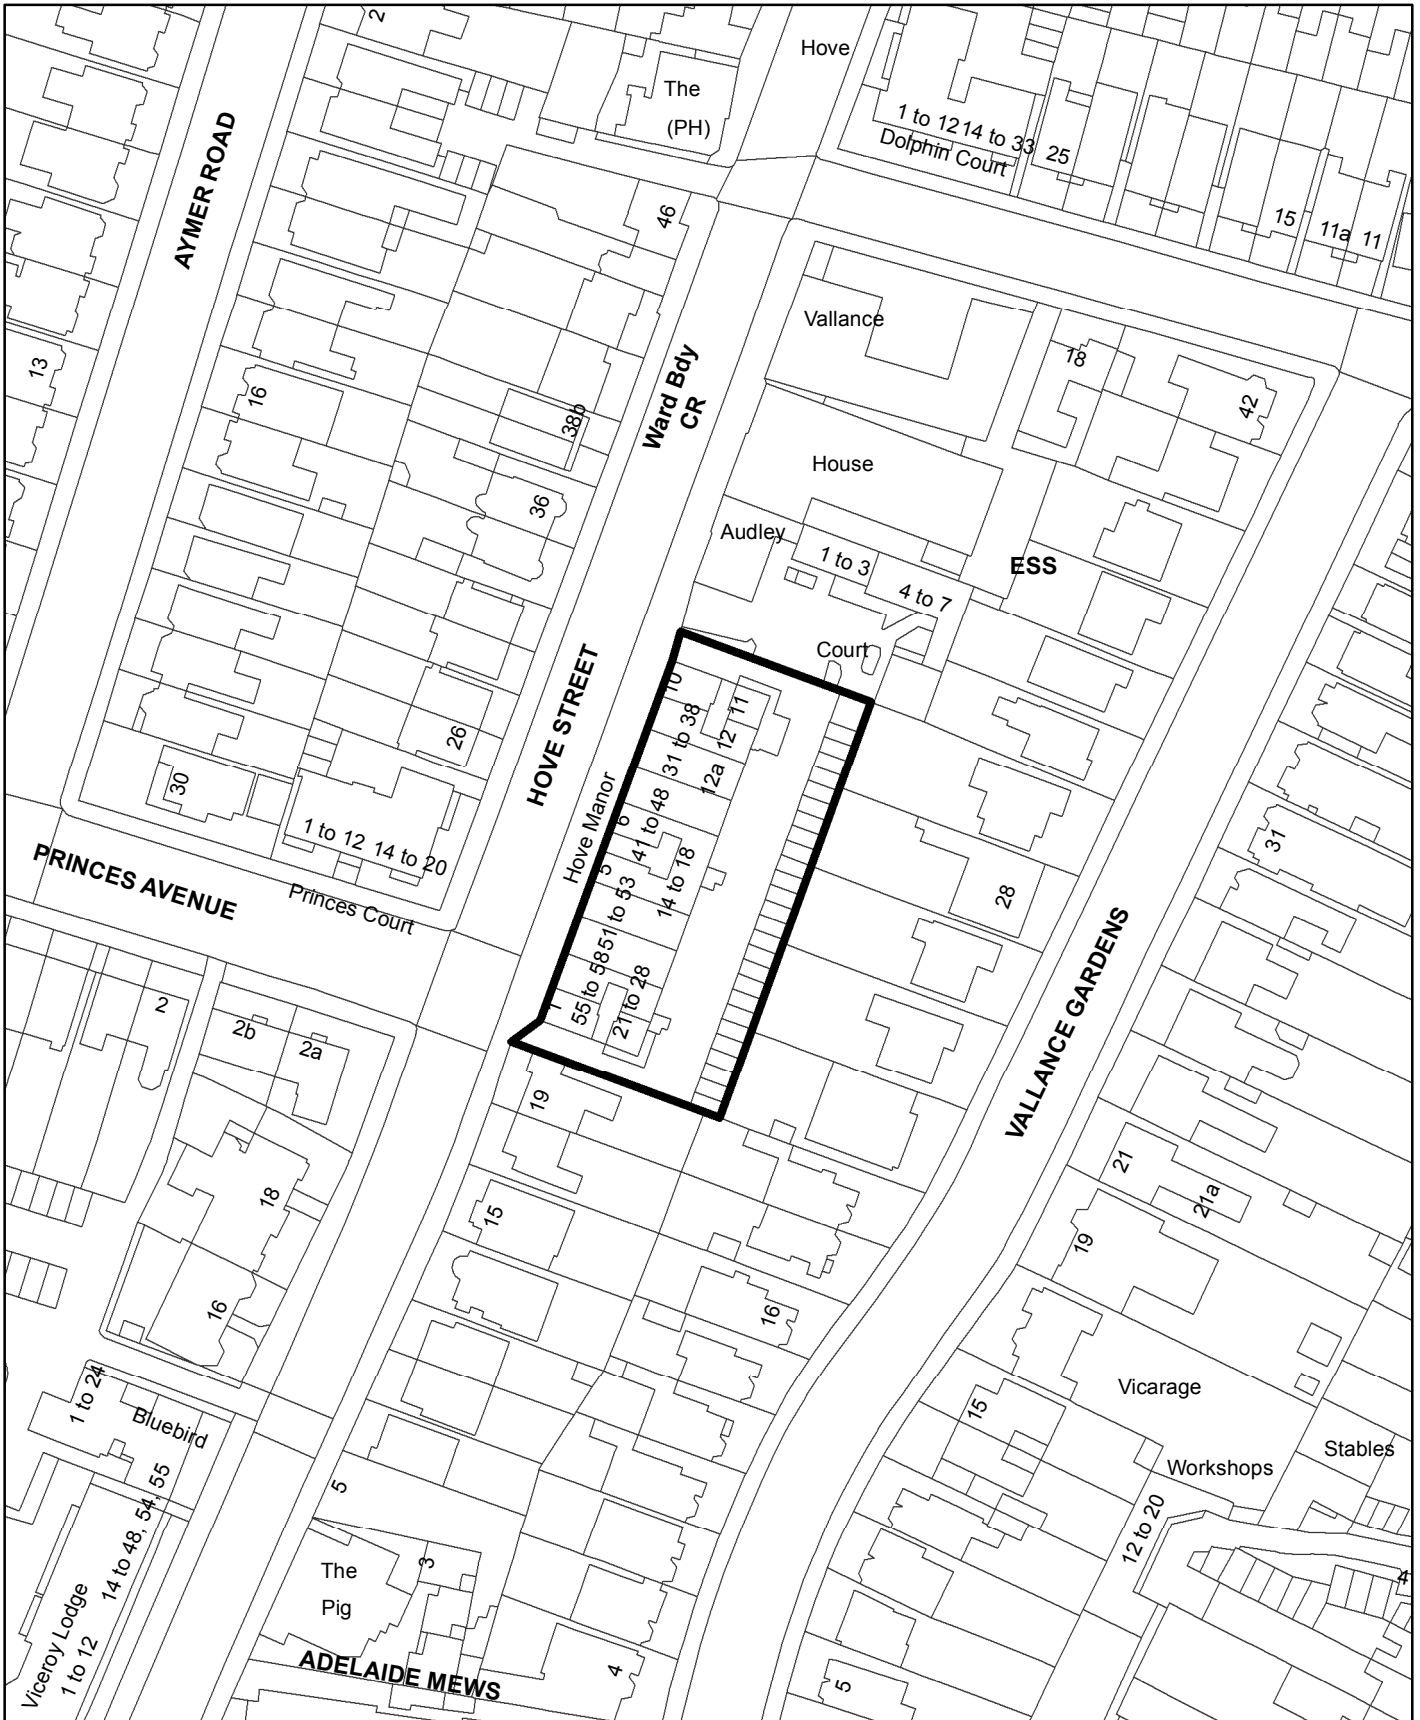 2
Hove
The
(PH)
1 to 12 14 to 33
Dolphin Court
25
15
11a
11
AYMER ROAD
46
Vallance
18
42
13
16
38b
Ward Bdy
CR
House
36
Audley
1 to 3
4 to 7
ESS
Court
10
11
31 to 38
12
12a
26
30
HOVE STREET
Hove Manor
6
41 to 48
5
14 to 18
51 to 53
1 to 12 14 to 20
Princes Court
PRINCES AVENUE
31
28
55 to 58
21 to 28
1
VALLANCE GARDENS
2
2b
2a
19
18
15
21
21a
19
16
16
Vicarage
1 to 24
Bluebird
15
Stables
Workshops
5
14 to 48, 54, 55
12 to 20
The
Pig
3
4
Viceroy Lodge
1 to 12
ADELAIDE MEWS
4
5